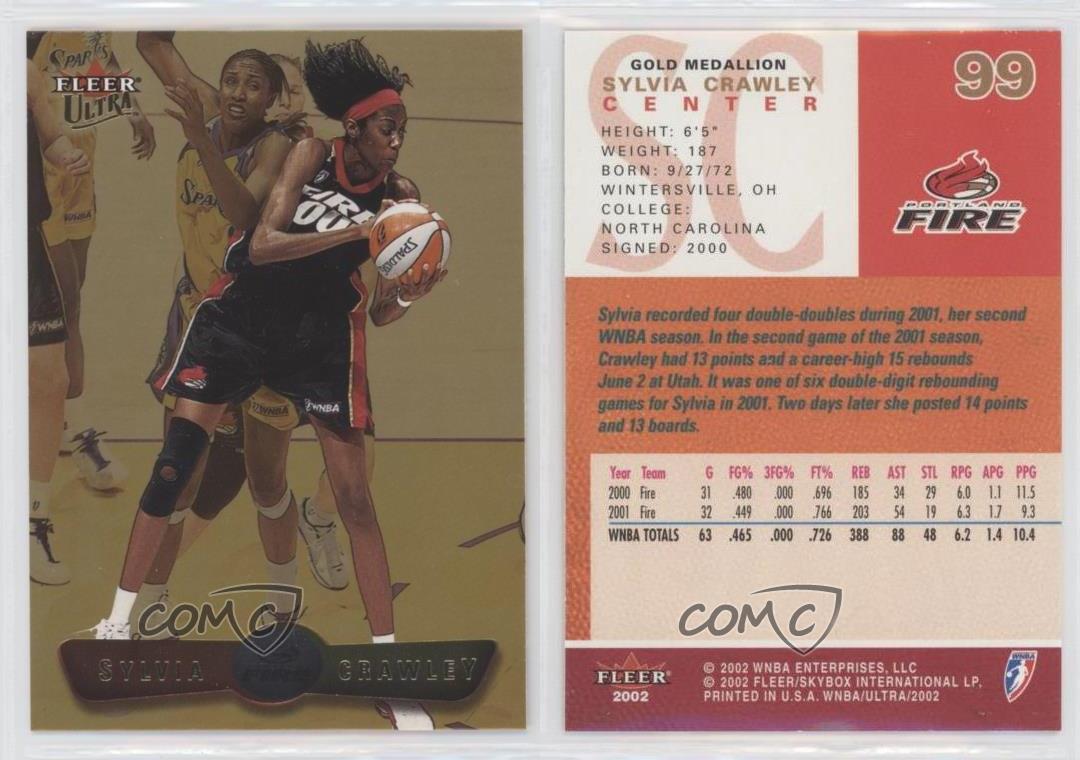 SPARKS
FLEER
ULTRA
SPA
WNBA
FIRE
00
SPALDING
WNBA
WNBA
WNBA
COMC
SYLVIA FIRE CRAWLEY
GOLD MEDALLION
SYLVIA CRAWLEY
CENTER
SC
99
HEIGHT: 6'5"
WEIGHT: 187
BORN: 9/27/72
WINTERSVILLE, OH
COLLEGE:
NORTH CAROLINA
SIGNED: 2000
PORTLAND
FIRE
Sylvia recorded four double-doubles during 2001, her second
WNBA season. In the second game of the 2001 season,
Crawley had 13 points and a career-high 15 rebounds
June 2 at Utah. It was one of six double-digit rebounding
games for Sylvia in 2001. Two days later she posted 14 points
and 13 boards.
Year Team G FG% 3FG% FT% REB AST STL RPG APG PPG
2000 Fire 31 .480 .000 .696 185 34 29 6.0 1.1 11.5
2001 Fire 32 .449 .000 .766 203 54 19 6.3 1.7 9.3
WNBA TOTALS 63 .465 .000 .726 388 88 48 6.2 1.4 10.4
COMC
FLEER
2002
© 2002 WNBA ENTERPRISES, LLC
© 2002 FLEER/SKYBOX INTERNATIONAL LP.
PRINTED IN U.S.A. WNBA/ULTRA/2002
WNBA